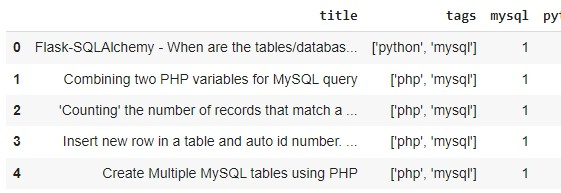 title tags mysql
0 Flask-SQLAlchemy - When are the tables/databas... ['python', 'mysql'] 1
1 Combining two PHP variables for MySQL query ['php', 'mysql'] 1
2 'Counting' the number of records that match a ... ['php', 'mysql'] 1
3 Insert new row in a table and auto id number. ... ['php', 'mysql'] 1
4 Create Multiple MySQL tables using PHP ['php', 'mysql'] 1